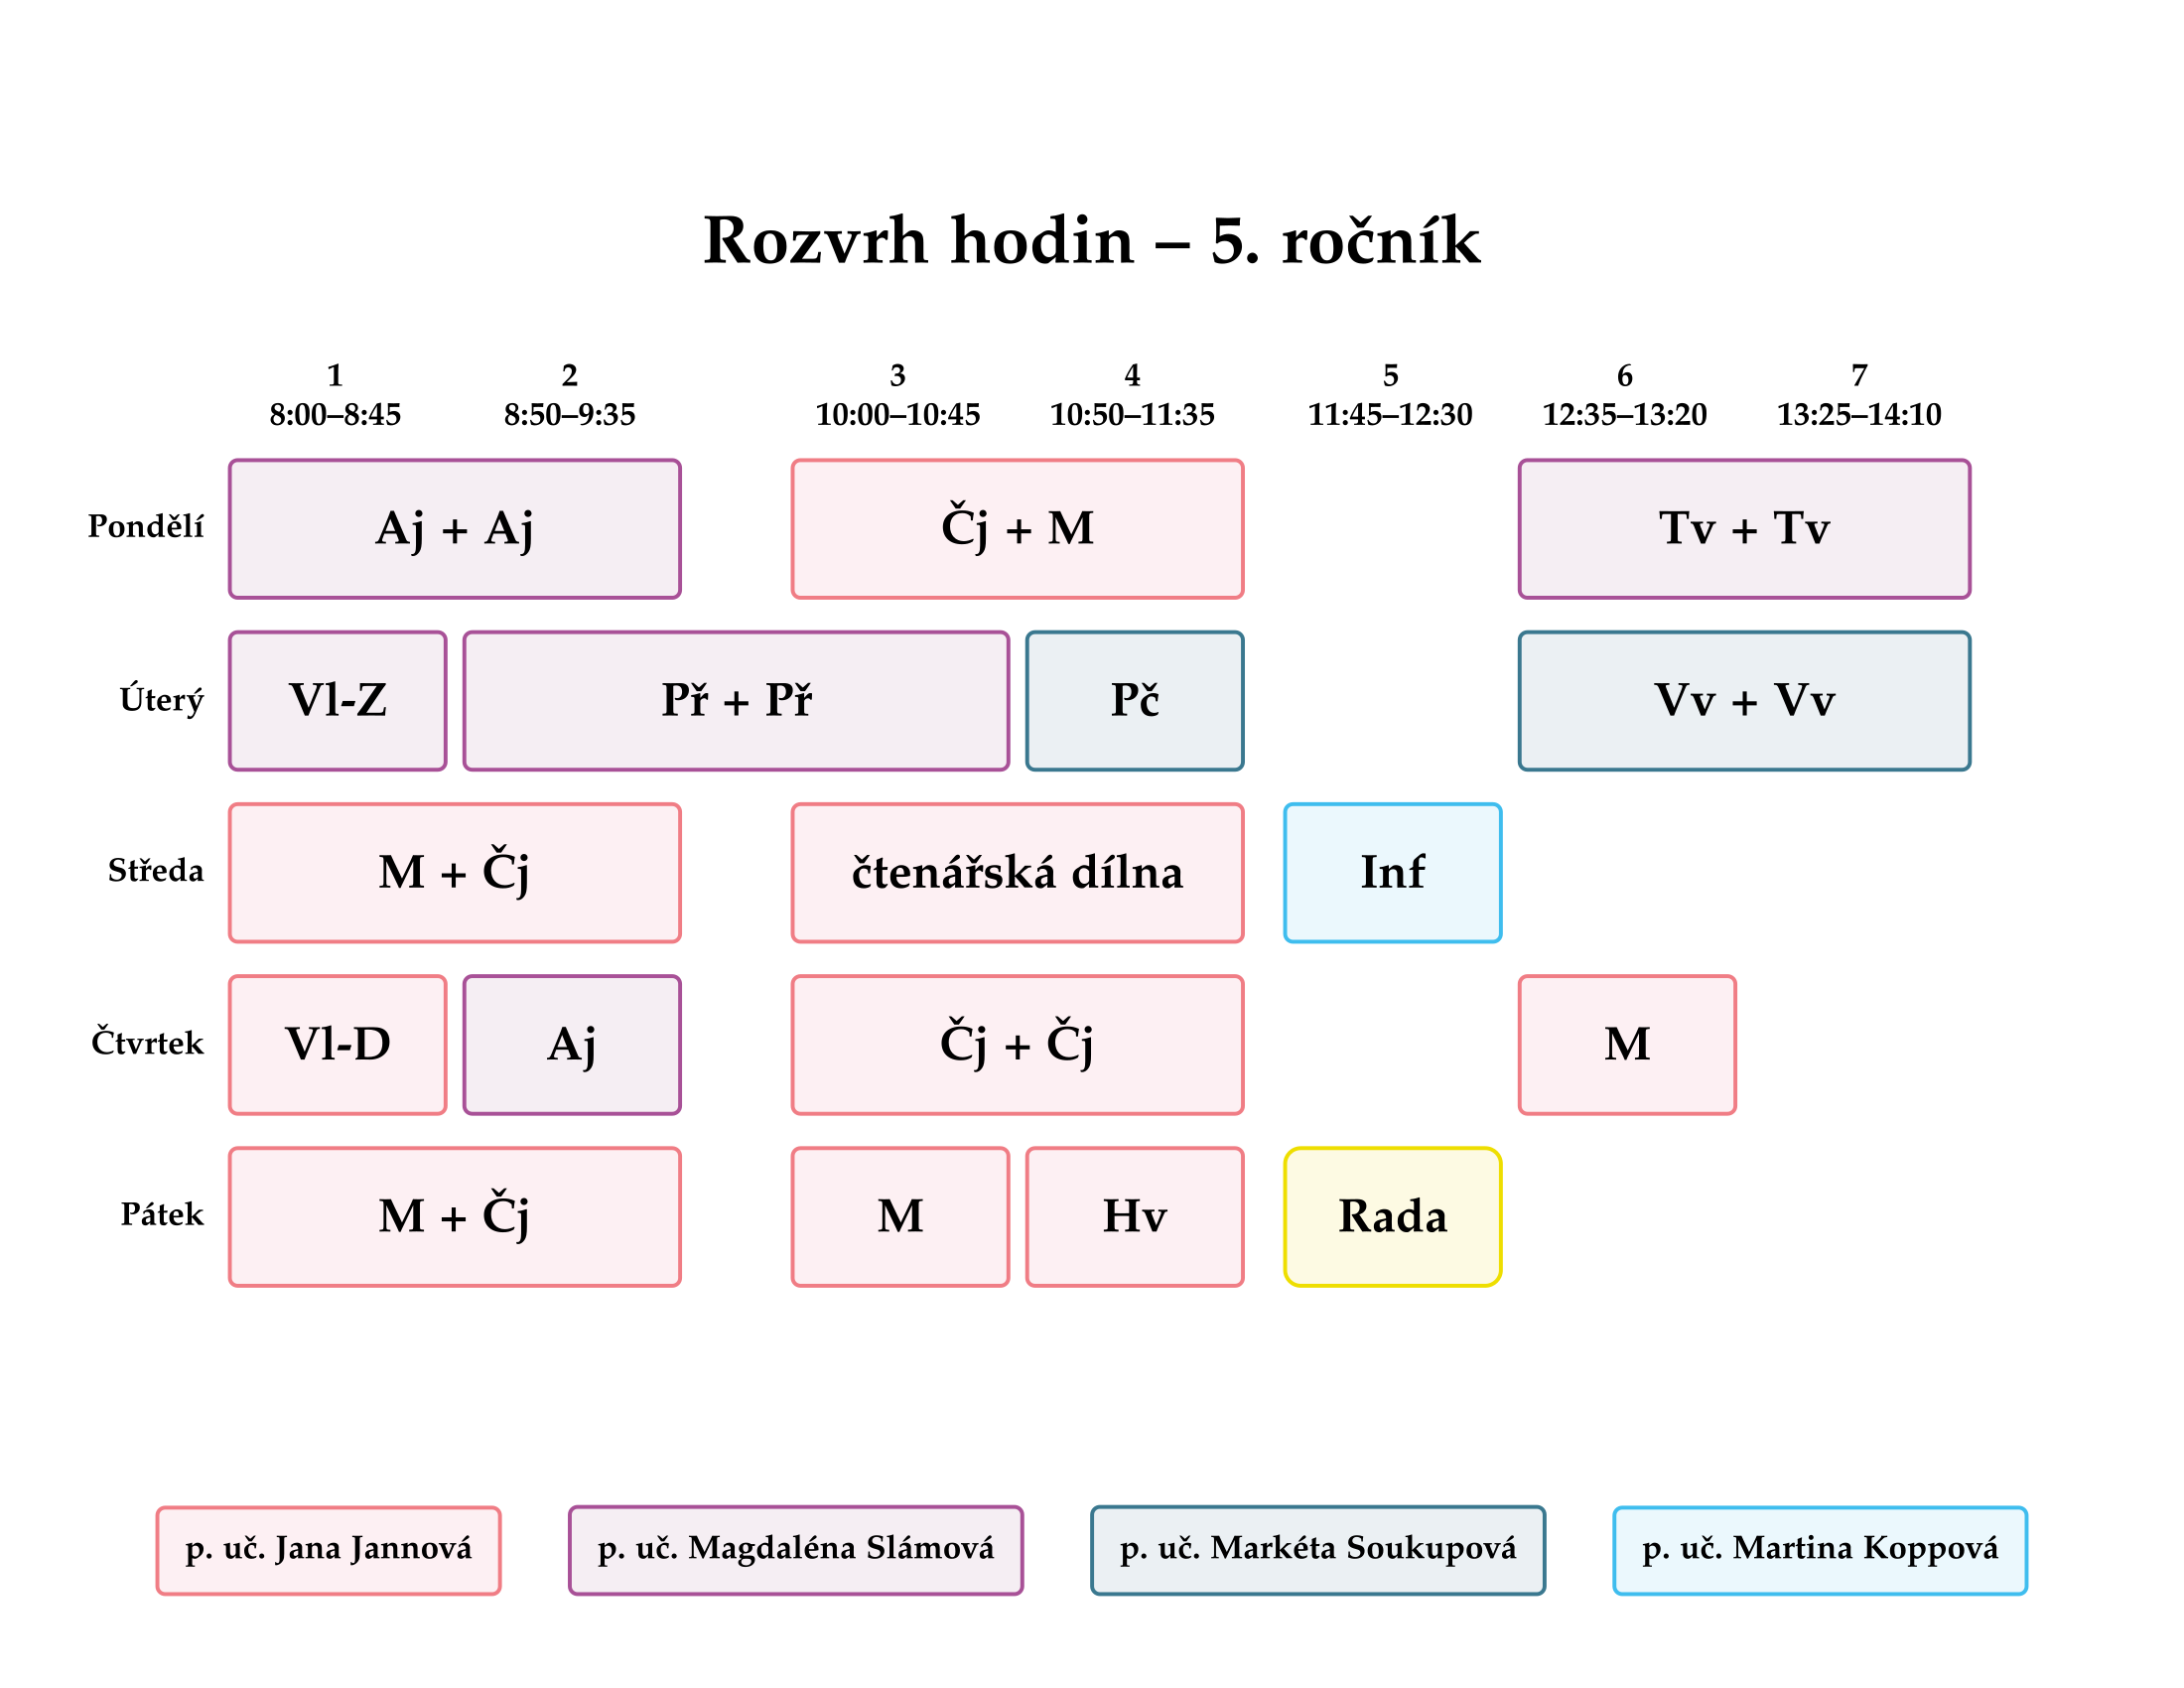 Rozvrh hodin – 5. ročník
1 2 3 4 5 6 7
8:00–8:45 8:50–9:35 10:00–10:45 10:50–11:35 11:45–12:30 12:35–13:20 13:25–14:10
Pondělí Aj + Aj Čj + M Tv + Tv
Úterý Vl-Z Př + Př Pč Vv + Vv
Středa M + Čj čtenářská dílna Inf
Čtvrtek Vl-D Aj Čj + Čj M
Pátek M + Čj M Hv Rada
p. uč. Jana Jannová p. uč. Magdaléna Slámová p. uč. Markéta Soukupová p. uč. Martina Koppová